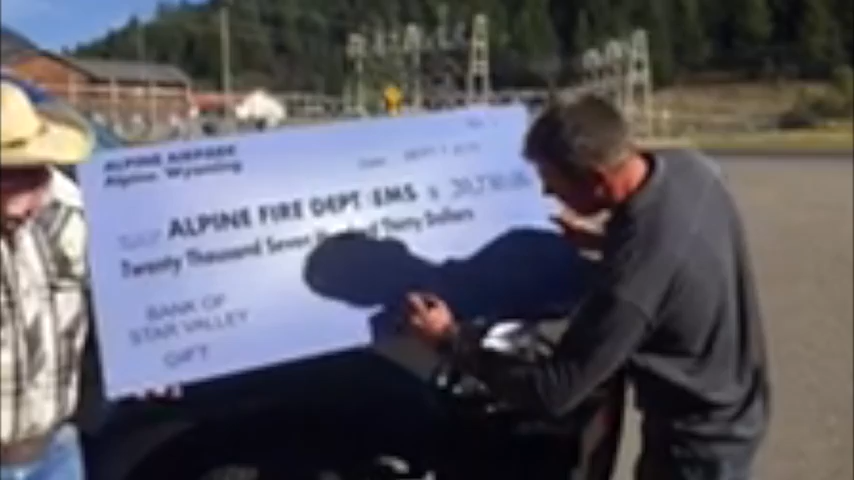 ALPINE AIRPARK
Alpine Wyoming
ALPINE FIRE DEPT EMS $
Twenty Thousand Seven Thirty Dollars
BANK OF
STAR VALLEY
GIFT